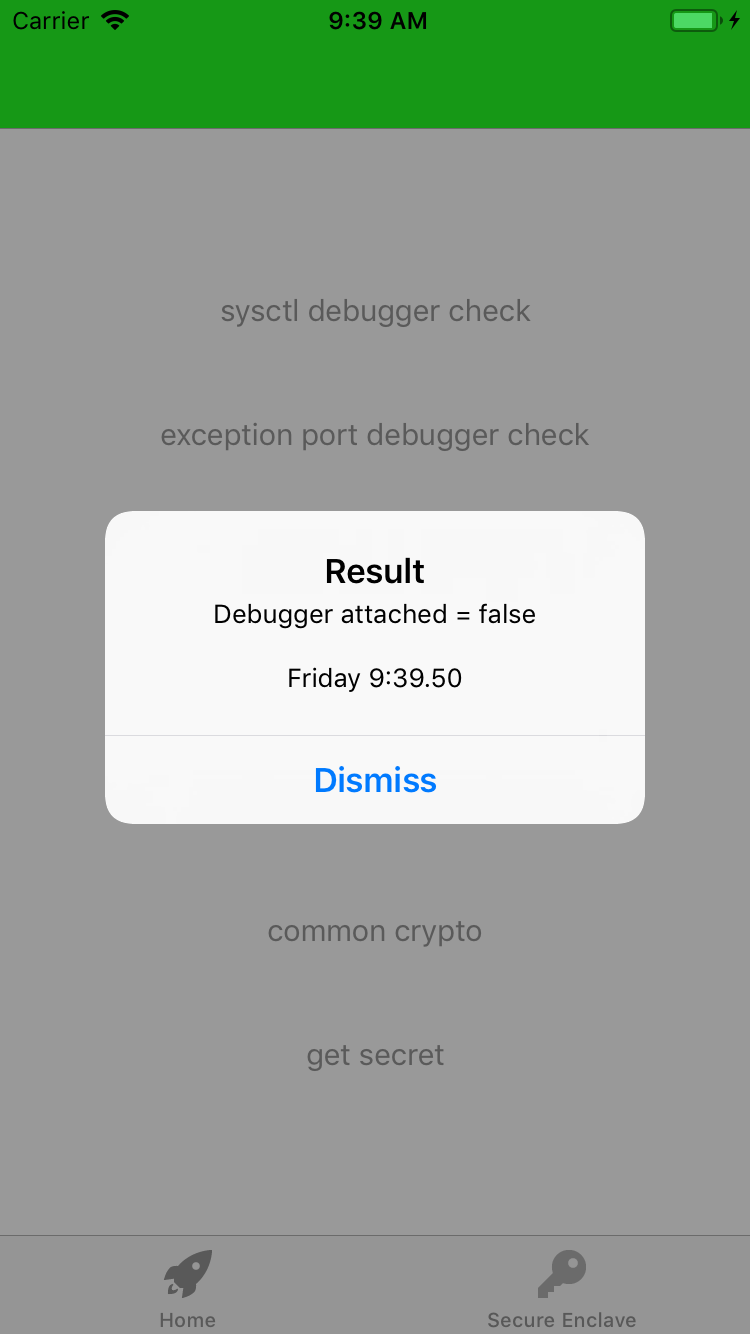 Carrier 9:39 AM
sysctl debugger check
exception port debugger check
Result
Debugger attached = false
Friday 9:39.50
Dismiss
common crypto
get secret
Home Secure Enclave